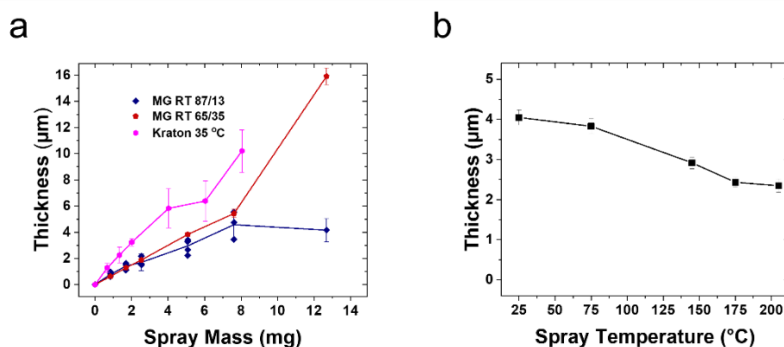 a
16
14
12
10
8
6
4
2
0
Thickness (µm)
MG RT 87/13
MG RT 65/35
Kraton 35 °C
0 2 4 6 8 10 12 14
Spray Mass (mg)
b
5
4
3
2
1
0
Thickness (µm)
25 50 75 100 125 150 175 200
Spray Temperature (°C)